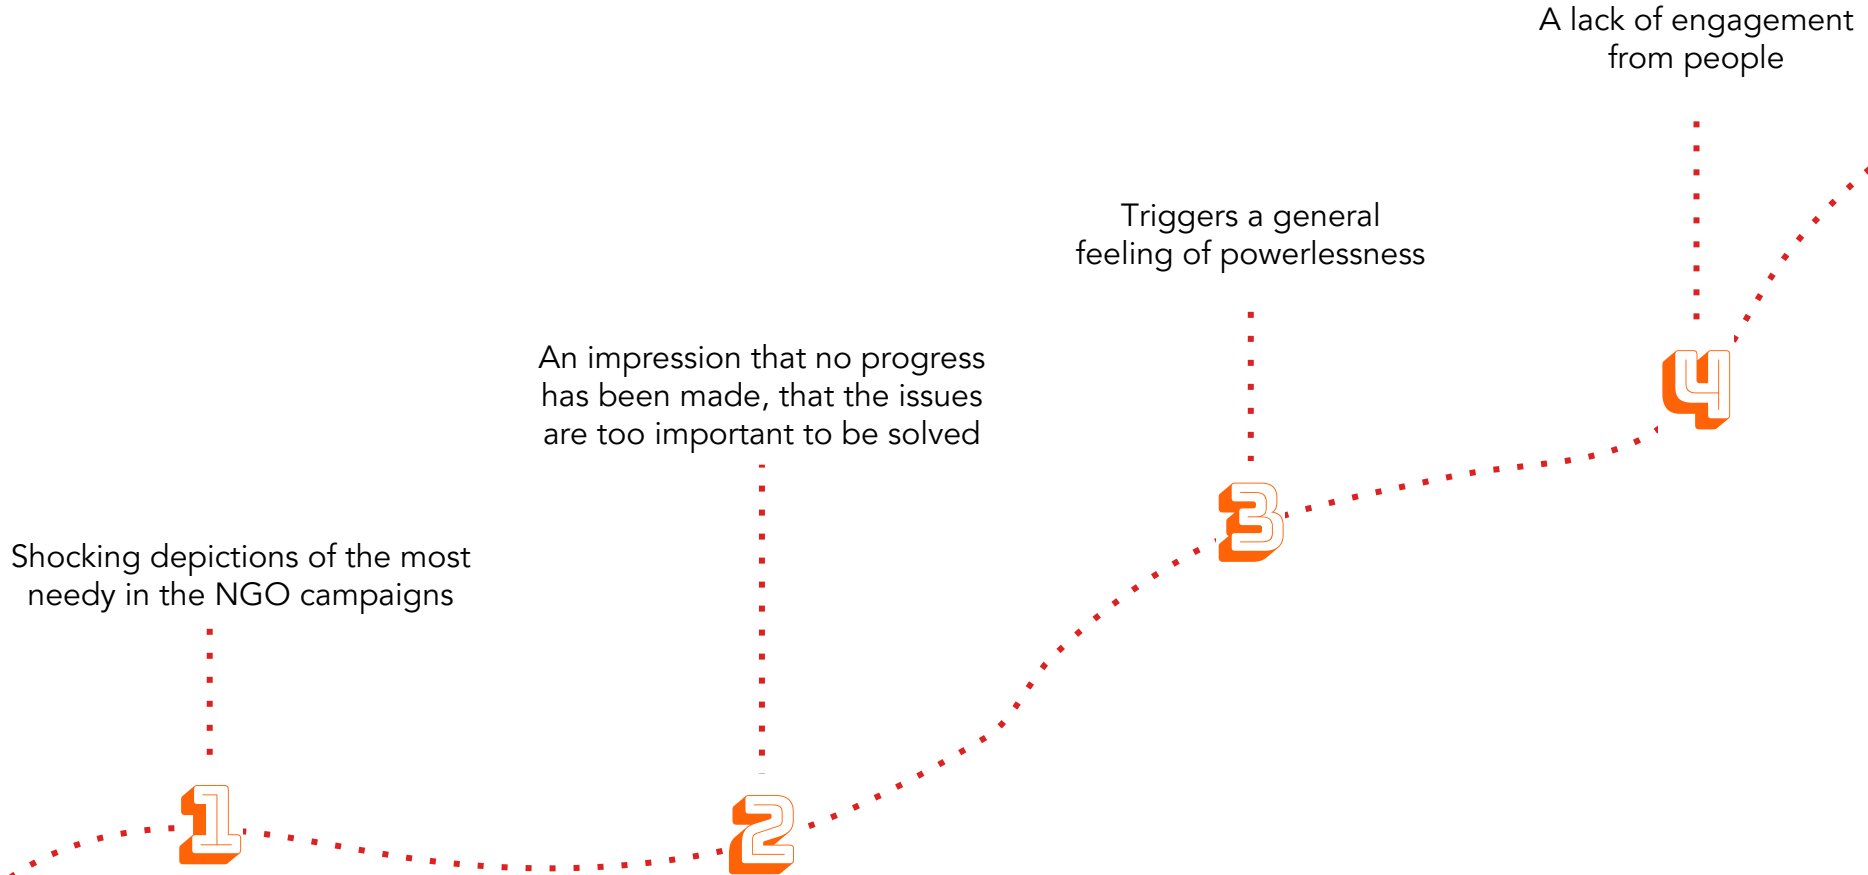 Shocking depictions of the most
needy in the NGO campaigns
1
An impression that no progress
has been made, that the issues
are too important to be solved
2
Triggers a general
feeling of powerlessness
3
A lack of engagement
from people
4